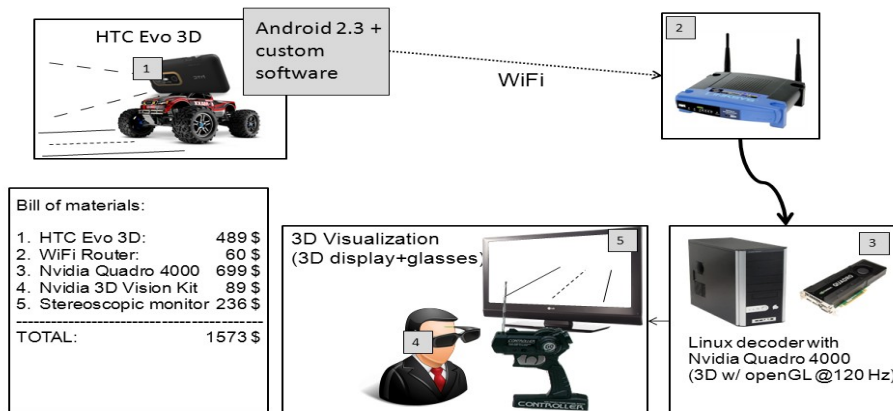 HTC Evo 3D
1
Android 2.3 +
custom
software
WiFi
2
Bill of materials:
1. HTC Evo 3D: 489 $
2. WiFi Router: 60 $
3. Nvidia Quadro 4000 699 $
4. Nvidia 3D Vision Kit 89 $
5. Stereoscopic monitor 236 $
TOTAL: 1573 $
3D Visualization
(3D display+glasses)
5
4
CONTROLLER
3
Linux decoder with
Nvidia Quadro 4000
(3D w/ openGL @120 Hz)